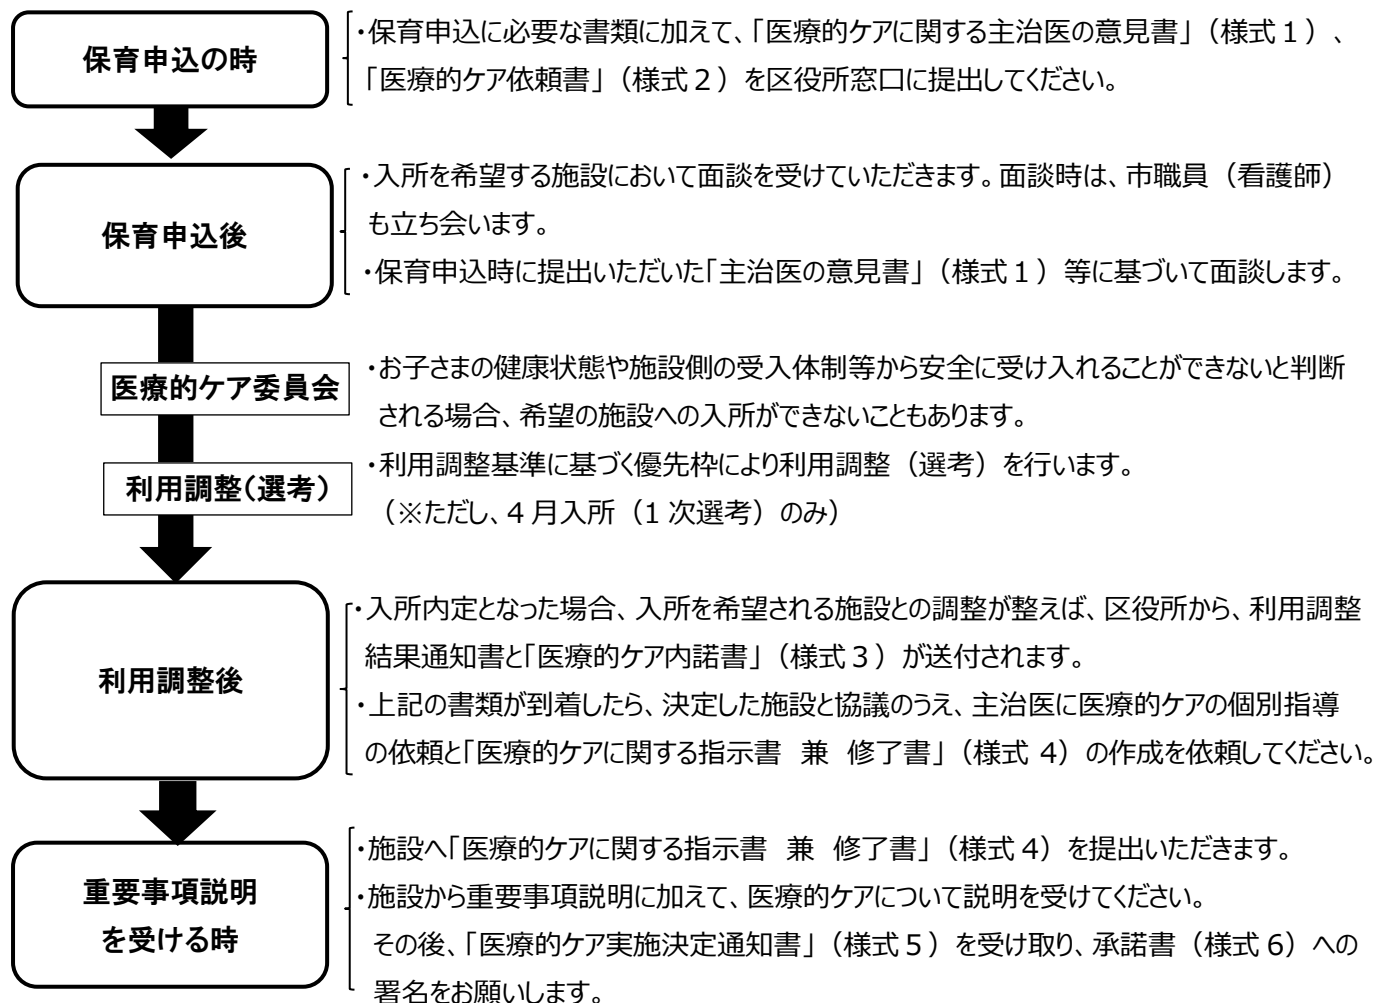 保育申込の時
・保育申込に必要な書類に加えて、「医療的ケアに関する主治医の意見書」（様式１）、
「医療的ケア依頼書」（様式２）を区役所窓口に提出してください。
保育申込後
・入所を希望する施設において面談を受けていただきます。面談時は、市職員（看護師）
も立ち会います。
・保育申込時に提出いただいた「主治医の意見書」（様式１）等に基づいて面談します。
医療的ケア委員会
・お子さまの健康状態や施設側の受入体制等から安全に受け入れることができないと判断
される場合、希望の施設への入所ができないこともあります。
利用調整（選考）
・利用調整基準に基づく優先枠により利用調整（選考）を行います。
（※ただし、4 月入所（1 次選考）のみ）
利用調整後
・入所内定となった場合、入所を希望される施設との調整が整えば、区役所から、利用調整
結果通知書と「医療的ケア内諾書」（様式３）が送付されます。
・上記の書類が到着したら、決定した施設と協議のうえ、主治医に医療的ケアの個別指導
の依頼と「医療的ケアに関する指示書　兼　修了書」（様式 4）の作成を依頼してください。
重要事項説明
を受ける時
・施設へ「医療的ケアに関する指示書　兼　修了書」（様式 4）を提出いただきます。
・施設から重要事項説明に加えて、医療的ケアについて説明を受けてください。
その後、「医療的ケア実施決定通知書」（様式５）を受け取り、承諾書（様式 6）への
署名をお願いします。